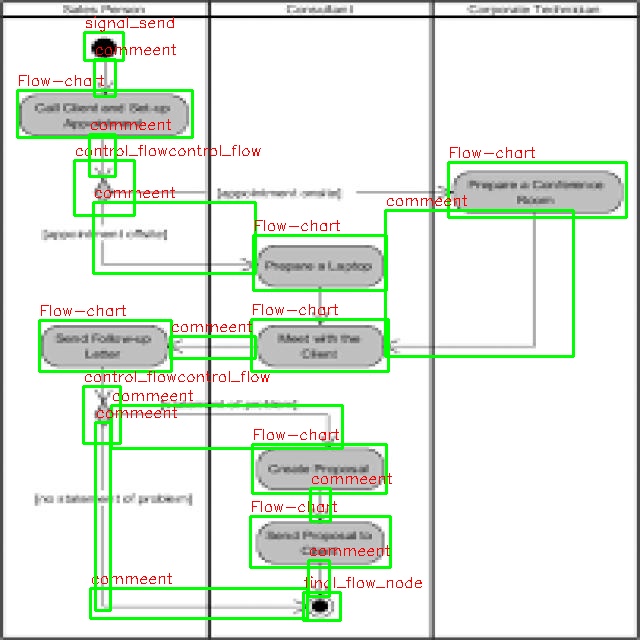 Sales Person
Consultant
Corporate Technician
signal_send
commeent
Flow-chart
Call Client and Set-up
Appointment
commeent
control_flowcontrol_flow
Flow-chart
commeent
[appointment onsite]
commeent
Prepare a Conference
Room
[appointment offsite]
Flow-chart
Prepare a Laptop
Flow-chart
Flow-chart
commeent
Send Follow-up
Letter
Meet with the
Client
control_flowcontrol_flow
commeent
commeent
of problem]
Flow-chart
Create Proposal
commeent
[no statement of problem]
Flow-chart
Send Proposal to
commeent
commeent
final_flow_node